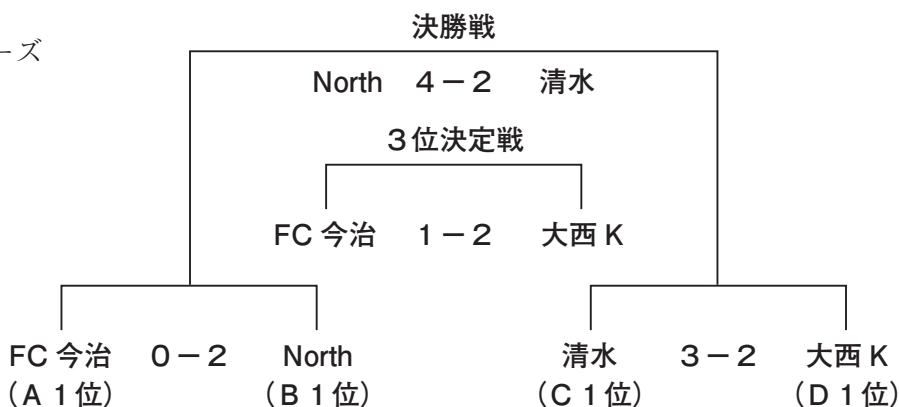 決勝戦
ーズ
North 4−2 清水
3位決定戦
FC 今治 1−2 大西 K
FC 今治 0−2 North 清水 3−2 大西 K
(A 1位) (B 1位) (C 1位) (D 1位)